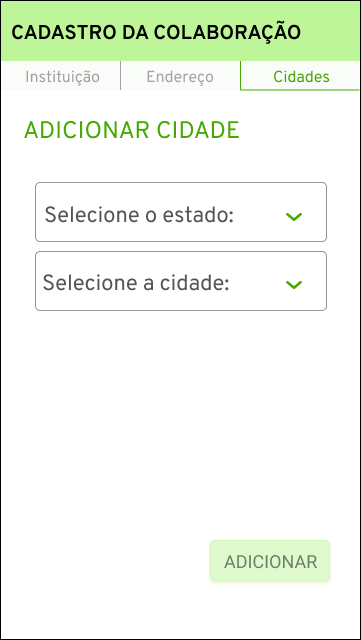 CADASTRO DA COLABORAÇÃO
Instituição Endereço Cidades
ADICIONAR CIDADE
Selecione o estado:
Selecione a cidade:
ADICIONAR